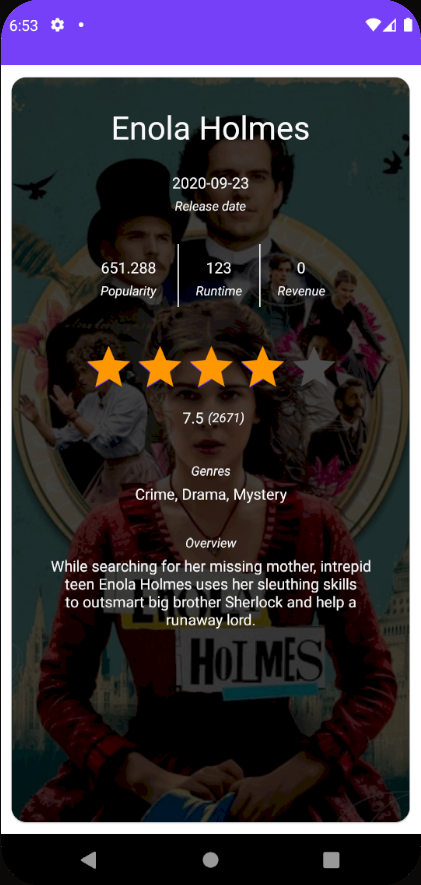 6:53
Enola Holmes
2020-09-23
Release date
651.288 123 0
Popularity Runtime Revenue
7.5 (2671)
Genres
Crime, Drama, Mystery
Overview
While searching for her missing mother, intrepid
teen Enola Holmes uses her sleuthing skills
to outsmart big brother Sherlock and help a
runaway lord.
ENOLA
HOLMES